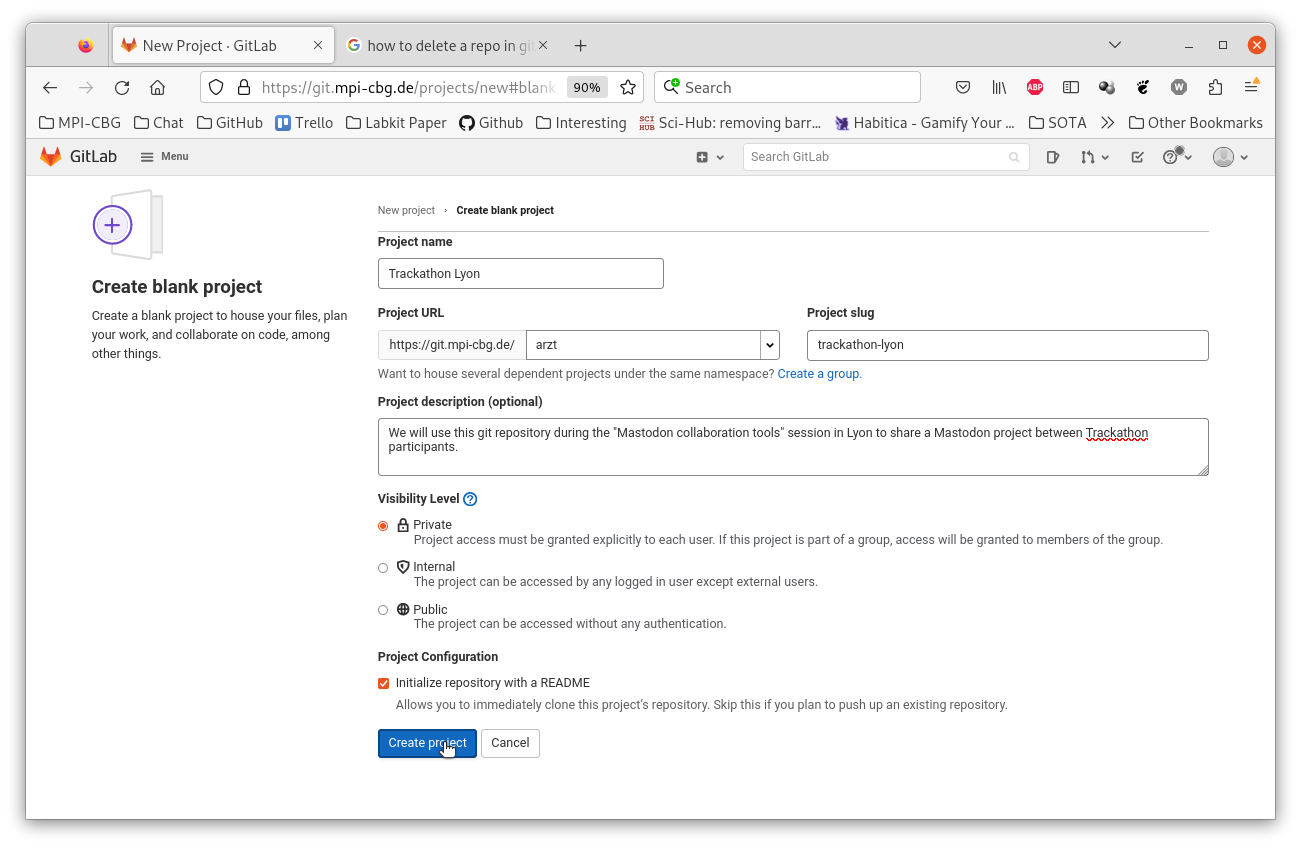 New Project · GitLab
how to delete a repo in git
https://git.mpi-cbg.de/projects/new#blank
90%
Search
ABP
W
MPI-CBG
Chat
GitHub
Trello
Labkit Paper
Github
Interesting
SCI HUB
Sci-Hub: removing barr...
Habitica - Gamify Your ...
SOTA
Other Bookmarks
GitLab
Menu
Search GitLab
New project › Create blank project
Create blank project
Create a blank project to house your files, plan
your work, and collaborate on code, among
other things.
Project name
Trackathon Lyon
Project URL
https://git.mpi-cbg.de/
arzt
Project slug
trackathon-lyon
Want to house several dependent projects under the same namespace? Create a group.
Project description (optional)
We will use this git repository during the "Mastodon collaboration tools" session in Lyon to share a Mastodon project between Trackathon
participants.
Visibility Level
Private
Project access must be granted explicitly to each user. If this project is part of a group, access will be granted to members of the group.
Internal
The project can be accessed by any logged in user except external users.
Public
The project can be accessed without any authentication.
Project Configuration
Initialize repository with a README
Allows you to immediately clone this project's repository. Skip this if you plan to push up an existing repository.
Create project
Cancel